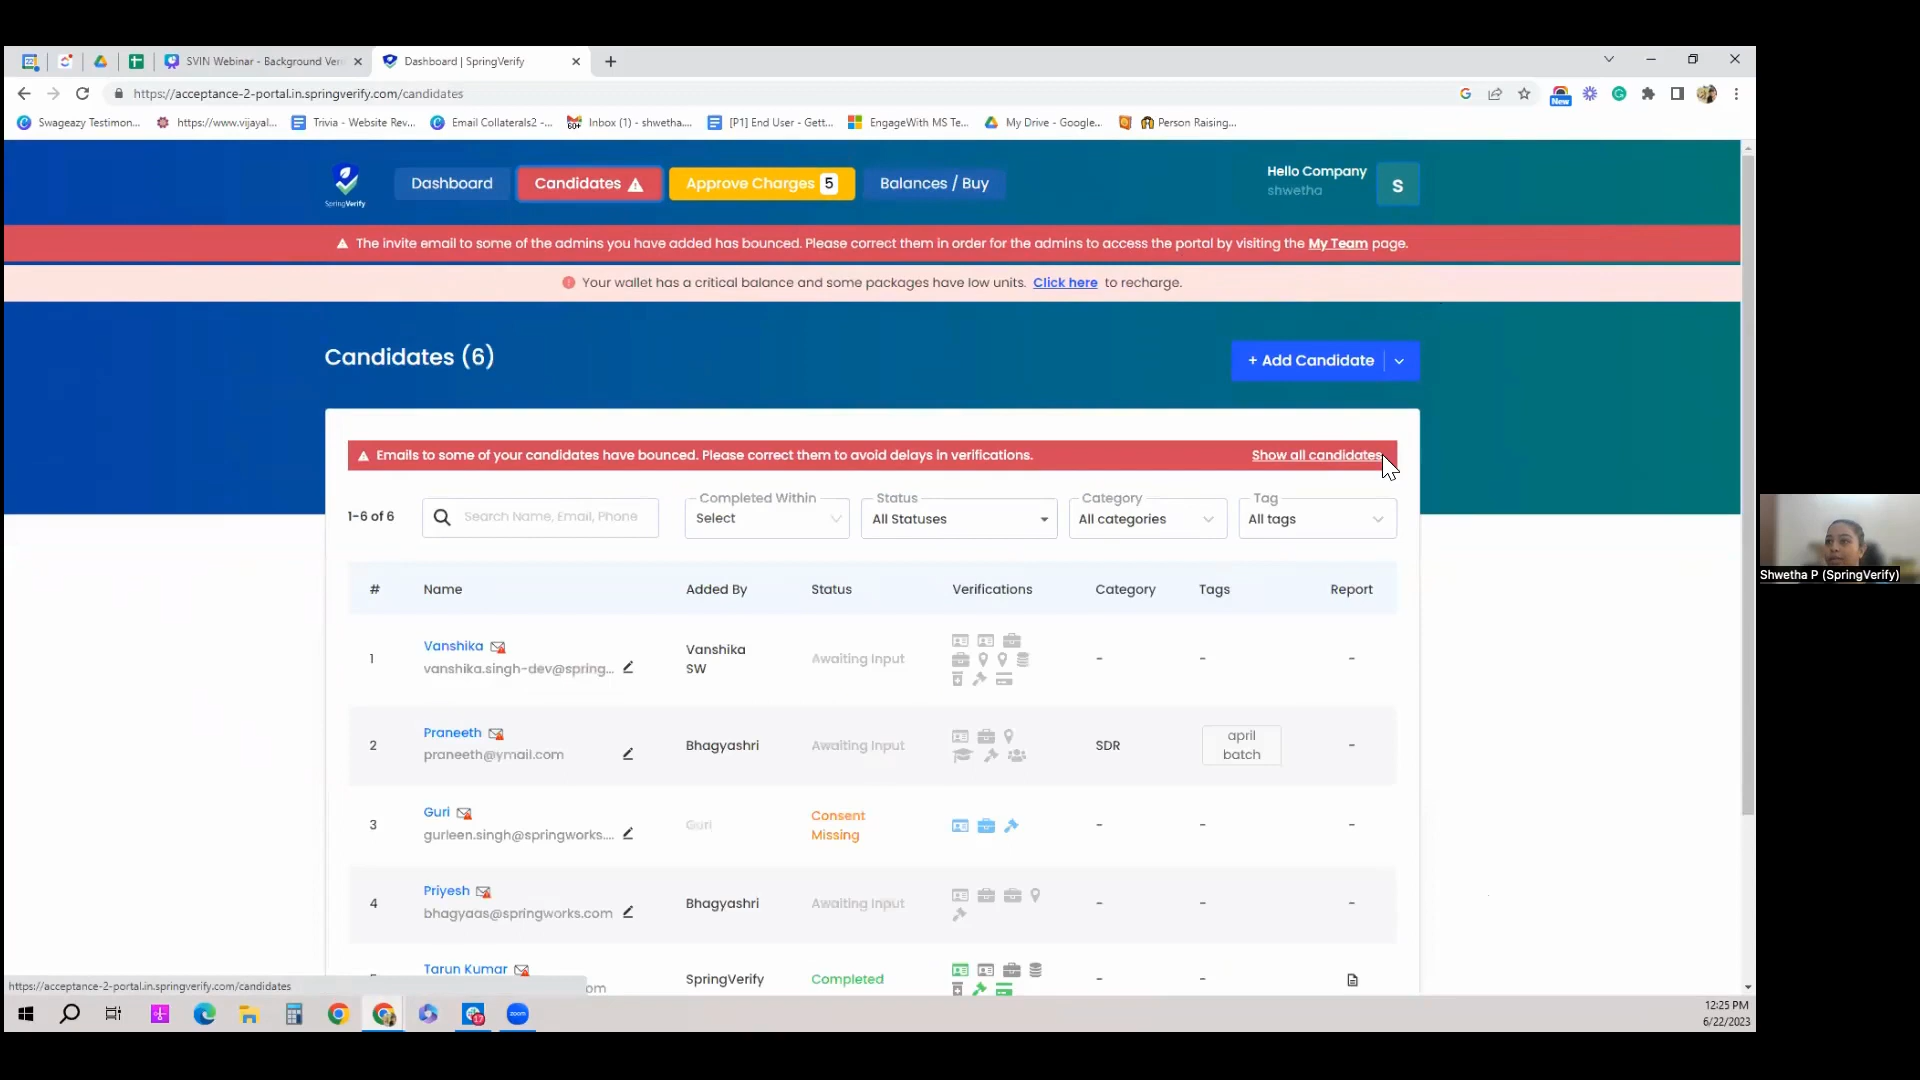 SVIN Webinar - Background Ver
Dashboard | SpringVerify
https://acceptance-2-portal.in.springverify.com/candidates
New
Swageazy Testimon...
https://www.vijayal...
Trivia - Website Rev...
Email Collaterals2 -...
60+
Inbox (1) - shwetha....
[P1] End User - Gett...
EngageWith MS Te...
My Drive - Google...
Person Raising...
SpringVerify
Dashboard
Candidates
Approve Charges 5
Balances / Buy
Hello Company
shwetha
S
The invite email to some of the admins you have added has bounced. Please correct them in order for the admins to access the portal by visiting the My Team page.
Your wallet has a critical balance and some packages have low units. Click here to recharge.
Candidates (6)
+ Add Candidate
Emails to some of your candidates have bounced. Please correct them to avoid delays in verifications.
Show all candidates
1-6 of 6
Search Name, Email, Phone
Completed Within
Select
Status
All Statuses
Category
All categories
Tag
All tags
# Name Added By Status Verifications Category Tags Report
1
Vanshika
vanshika.singh-dev@spring...
Vanshika
SW
Awaiting Input
-
-
-
2
Praneeth
praneeth@ymail.com
Bhagyashri
Awaiting Input
SDR
april
batch
-
3
Guri
gurleen.singh@springworks....
Guri
Consent
Missing
-
-
-
4
Priyesh
bhagyaas@springworks.com
Bhagyashri
Awaiting Input
-
-
-
Tarun Kumar
om
SpringVerify
Completed
-
-
https://acceptance-2-portal.in.springverify.com/candidates
17
zoom
12:25 PM
6/22/2023
Shwetha P (SpringVerify)